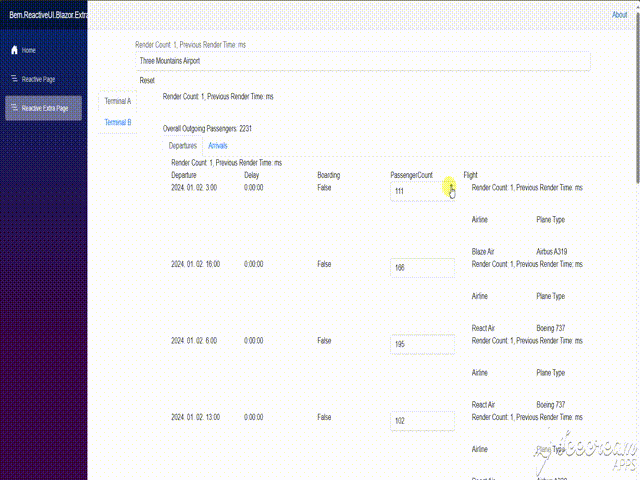 Bem.ReactiveUI.Blazor.Extra
About
Home
Reactive Page
Reactive Extra Page
Render Count: 1, Previous Render Time: ms
Three Mountains Airport
Reset
Terminal A
Terminal B
Render Count: 1, Previous Render Time: ms
Overall Outgoing Passengers: 2231
Departures Arrivals
Render Count: 1, Previous Render Time: ms
Departure Delay Boarding PassengerCount Flight
2024. 01. 02. 3:00 0:00:00 False 111 Render Count: 1, Previous Render Time: ms
Airline Plane Type
Blaze Air Airbus A319
2024. 01. 02. 16:00 0:00:00 False 166 Render Count: 1, Previous Render Time: ms
Airline Plane Type
React Air Boeing 737
2024. 01. 02. 6:00 0:00:00 False 195 Render Count: 1, Previous Render Time: ms
Airline Plane Type
React Air Boeing 737
2024. 01. 02. 13:00 0:00:00 False 102 Render Count: 1, Previous Render Time: ms
Airline Plane Type
Icecream
APPS